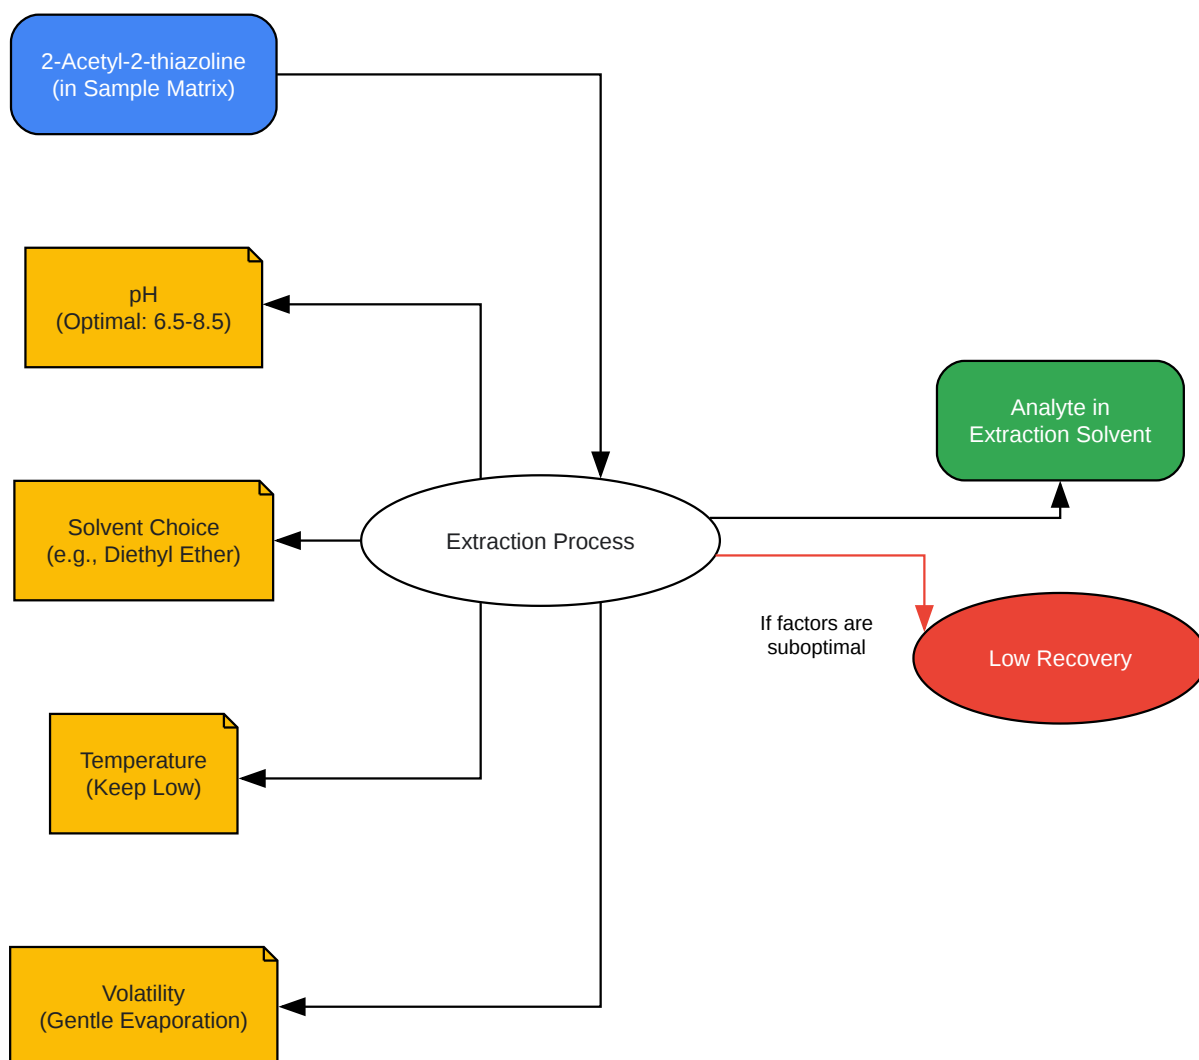 2-Acetyl-2-thiazoline
(in Sample Matrix)
pH
(Optimal: 6.5-8.5)
Analyte in
Extraction Solvent
Solvent Choice
(e.g., Diethyl Ether)
Extraction Process
If factors are
suboptimal
Low Recovery
Temperature
(Keep Low)
Volatility
(Gentle Evaporation)